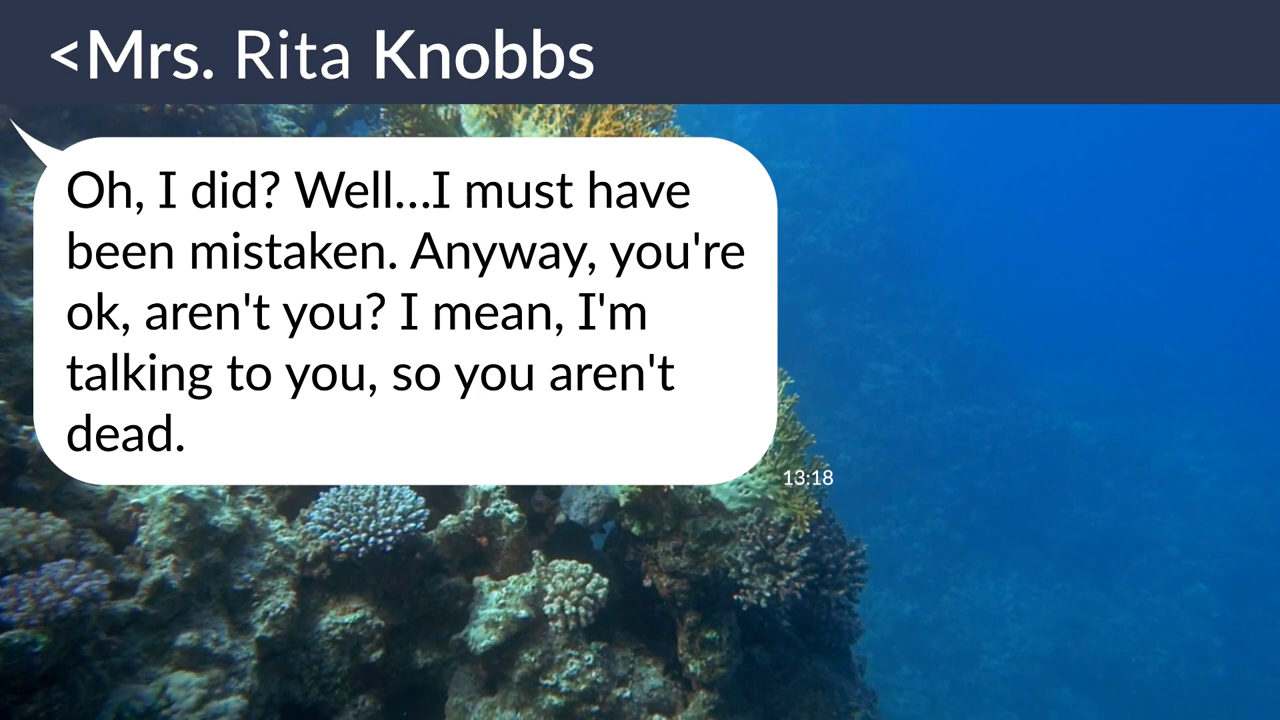 <Mrs. Rita Knobbs
Oh, I did? Well...I must have
been mistaken. Anyway, you're
ok, aren't you? I mean, I'm
talking to you, so you aren't
dead.
13:18